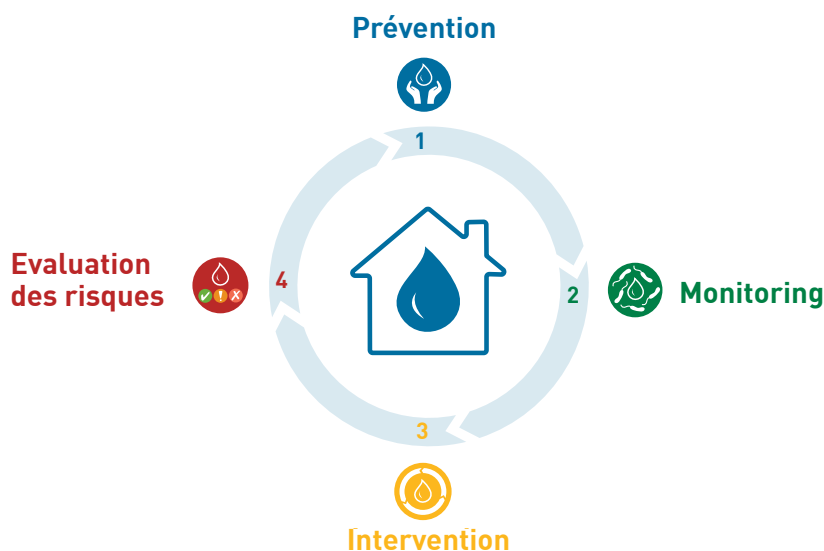 Prévention
1
Evaluation
des risques
4
2
Monitoring
3
Intervention